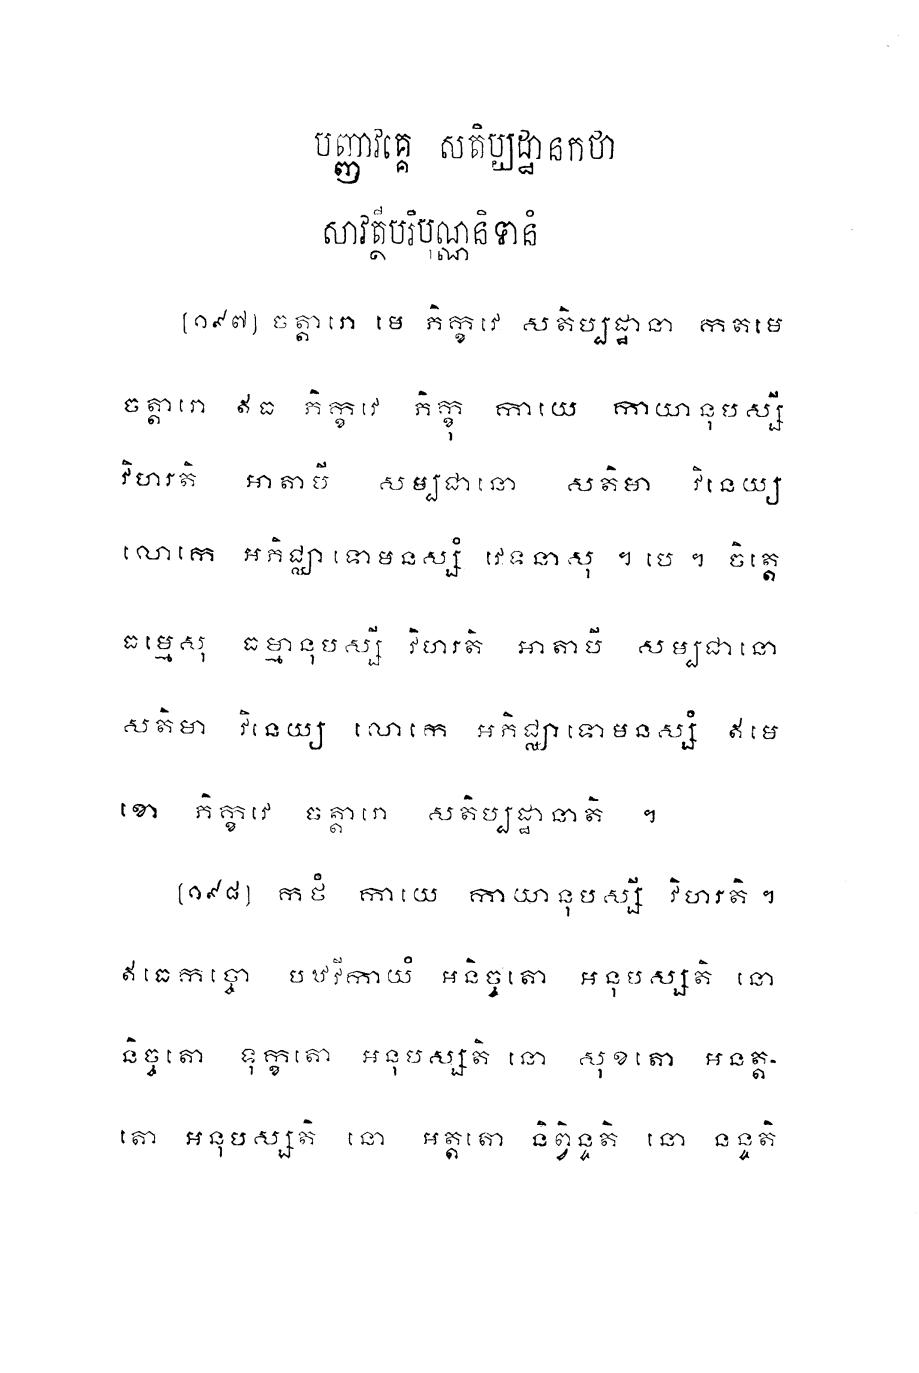 បញ្ញាវគ្គេ សតិប្បដ្ឋានកថា
សាវត្ថីបរិបុណ្ណនិទានំ
(១៩៧) ចត្តារោ មេ ភិក្ខវេ សតិប្បដ្ឋានា កតមេ
ចត្តារោ ឥធ ភិក្ខវេ ភិក្ខុ កាយេ កាយានុបស្សី
វិហរតិ អាតាបី សម្បជានោ សតិមា វិនេយ្យ
លោកេ អភិជ្ឈាទោមនស្សំ វេទនាសុ ។ បេ ។ ចិត្តេ
ធម្មេសុ ធម្មានុបស្សី វិហរតិ អាតាបី សម្បជានោ
សតិមា វិនេយ្យ លោកេ អភិជ្ឈាទោមនស្សំ ឥមេ
ខោ ភិក្ខវេ ចត្តារោ សតិប្បដ្ឋានាតិ ។
(១៩៨) កថំ កាយេ កាយានុបស្សី វិហរតិ ។
ឥធេកច្ចោ បឋវីកាយំ អនិច្ចតោ អនុបស្សតិ នោ
និច្ចតោ ទុក្ខតោ អនុបស្សតិ នោ សុខតោ អនត្ត-
តោ អនុបស្សតិ នោ អត្តតោ និព្វិន្ទតិ នោ នន្ទតិ